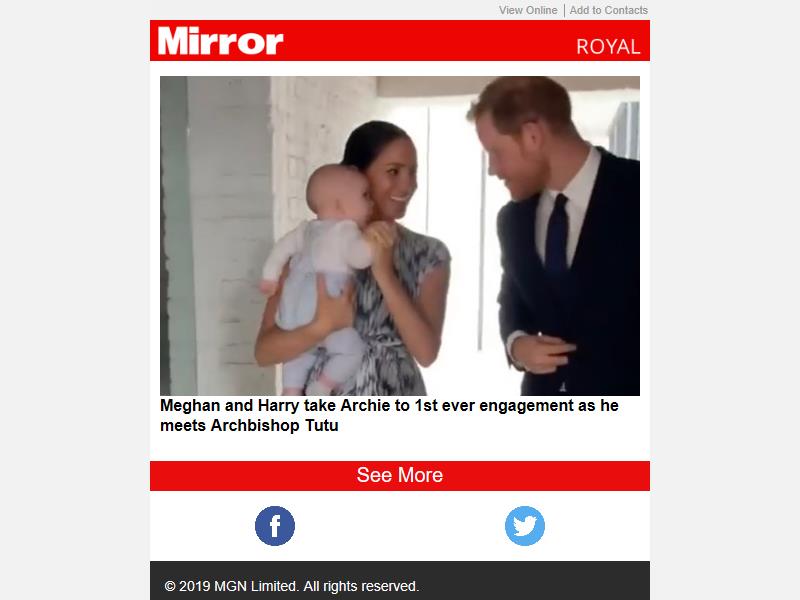 View Online | Add to Contacts
Mirror
ROYAL
Meghan and Harry take Archie to 1st ever engagement as he
meets Archbishop Tutu
See More
© 2019 MGN Limited. All rights reserved.